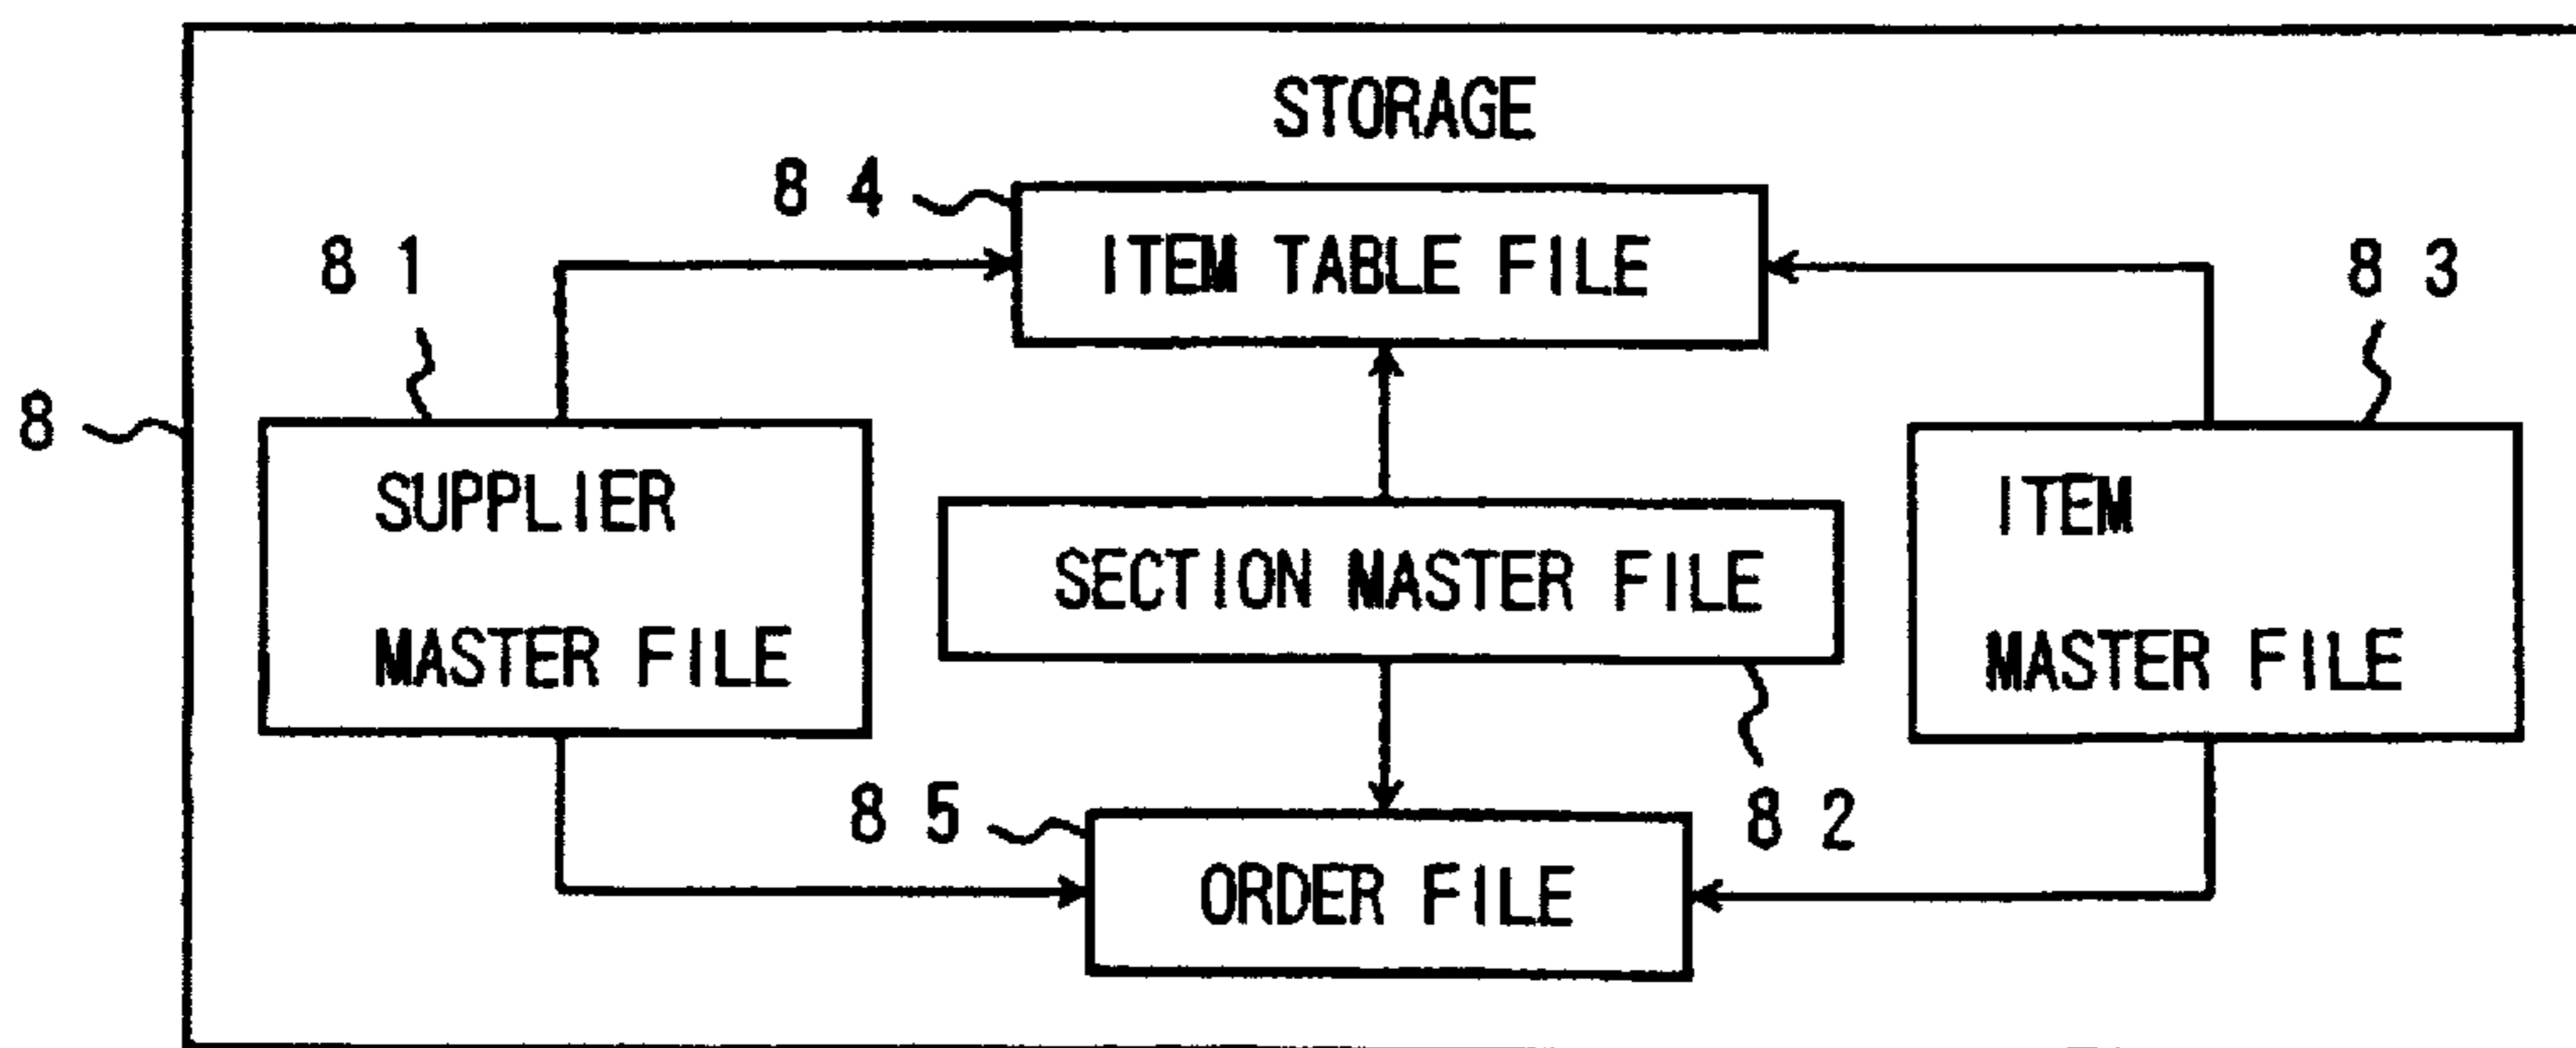 STORAGE
8 4
ITEM TABLE FILE
8 1
8 3
8
SUPPLIER
MASTER FILE
SECTION MASTER FILE
ITEM
MASTER FILE
8 2
8 5
ORDER FILE